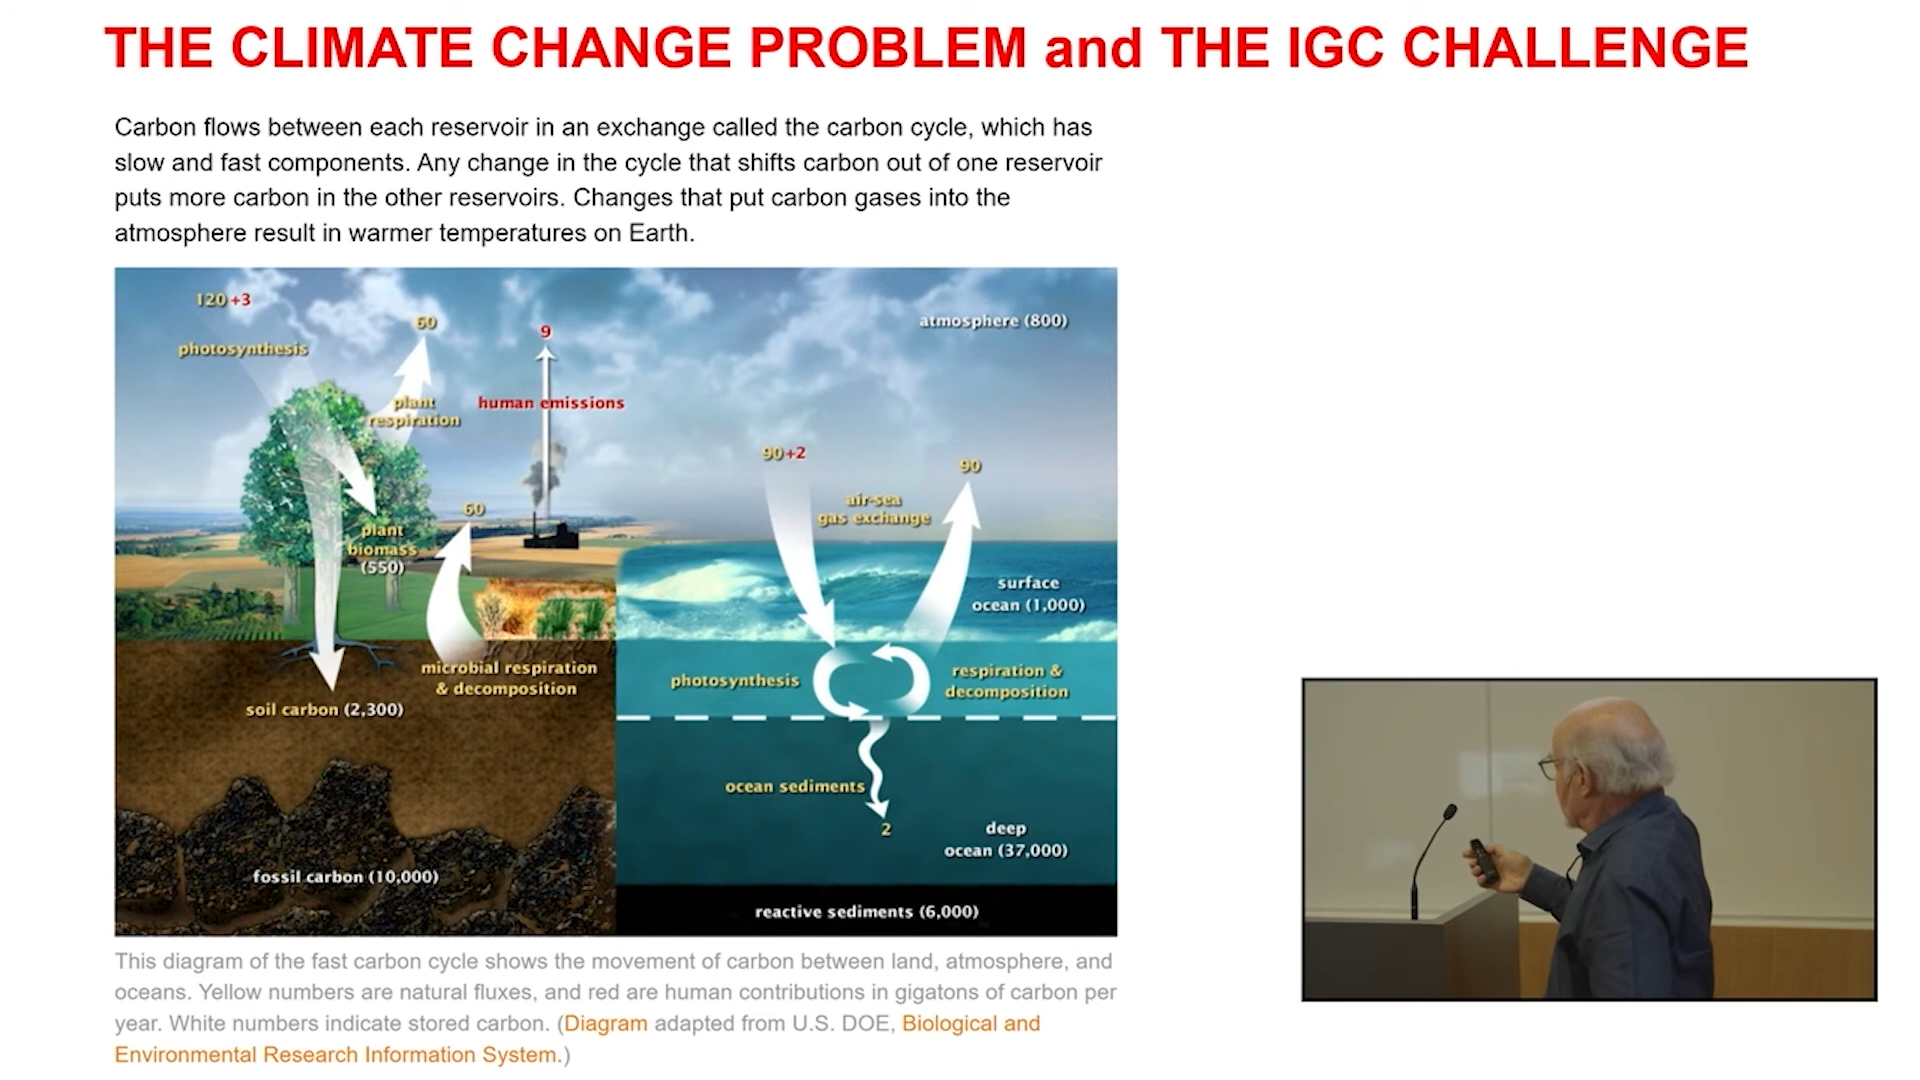 THE CLIMATE CHANGE PROBLEM and THE IGC CHALLENGE
Carbon flows between each reservoir in an exchange called the carbon cycle, which has
slow and fast components. Any change in the cycle that shifts carbon out of one reservoir
puts more carbon in the other reservoirs. Changes that put carbon gases into the
atmosphere result in warmer temperatures on Earth.
120 +3
photosynthesis
60
plant
respiration
9
human emissions
atmosphere (800)
plant
biomass
(550)
60
90+2
air-sea
gas exchange
90
surface
ocean (1,000)
microbial respiration
& decomposition
soil carbon (2,300)
photosynthesis
respiration &
decomposition
ocean sediments
2
deep
ocean (37,000)
fossil carbon (10,000)
reactive sediments (6,000)
This diagram of the fast carbon cycle shows the movement of carbon between land, atmosphere, and
oceans. Yellow numbers are natural fluxes, and red are human contributions in gigatons of carbon per
year. White numbers indicate stored carbon. (Diagram adapted from U.S. DOE, Biological and
Environmental Research Information System.)